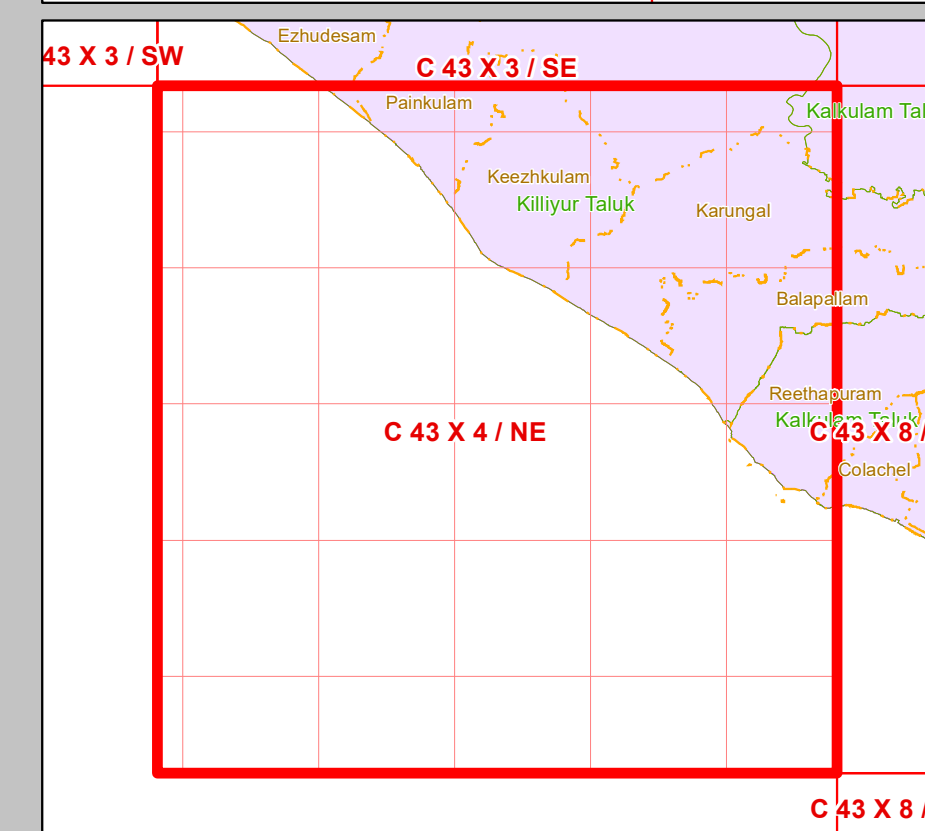 Ezhudesam
43 X 3 / SW
C 43 X 3 / SE
Painkulam
Kalkulam Tal
Keezhkulam
Killiyur Taluk
Karungal
Balapallam
Reethapuram
Kalkulam Taluk
C 43 X 4 / NE
C 43 X 8 /
Colachel
C 43 X 8 /